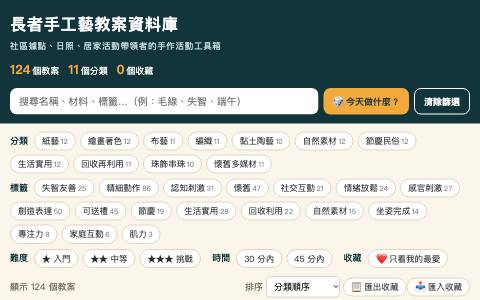 長者手工藝教案資料庫
社區據點、日照、居家活動帶領者的手作活動工具箱
124 個教案 11 個分類 0 個收藏
搜尋名稱、材料、標籤... (例：毛線、失智、端午) 🎲 今天做什麼？ 清除篩選
分類 紙藝 12 繪畫著色 12 布藝 11 編織 11 黏土陶藝 10 自然素材 12 節慶民俗 12
生活實用 12 回收再利用 11 珠飾串珠 10 懷舊多媒材 11
標籤 失智友善 25 精細動作 86 認知刺激 31 懷舊 47 社交互動 21 情緒放鬆 24 感官刺激 27
創造表達 50 可送禮 45 節慶 19 生活實用 28 回收利用 22 自然素材 15 坐姿完成 14
專注力 8 家庭互動 6 肌力 3
難度 ★ 入門 ★★ 中等 ★★★ 挑戰 時間 30 分內 45 分內 收藏 ❤️ 只看我的最愛
顯示 124 個教案 排序 分類順序 匯出收藏 匯入收藏